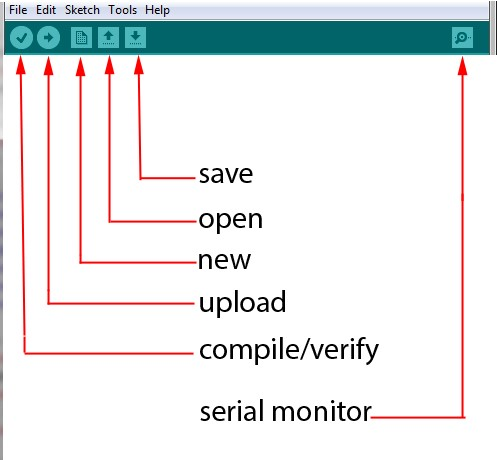 File Edit Sketch Tools Help
save
open
new
upload
compile/verify
serial monitor